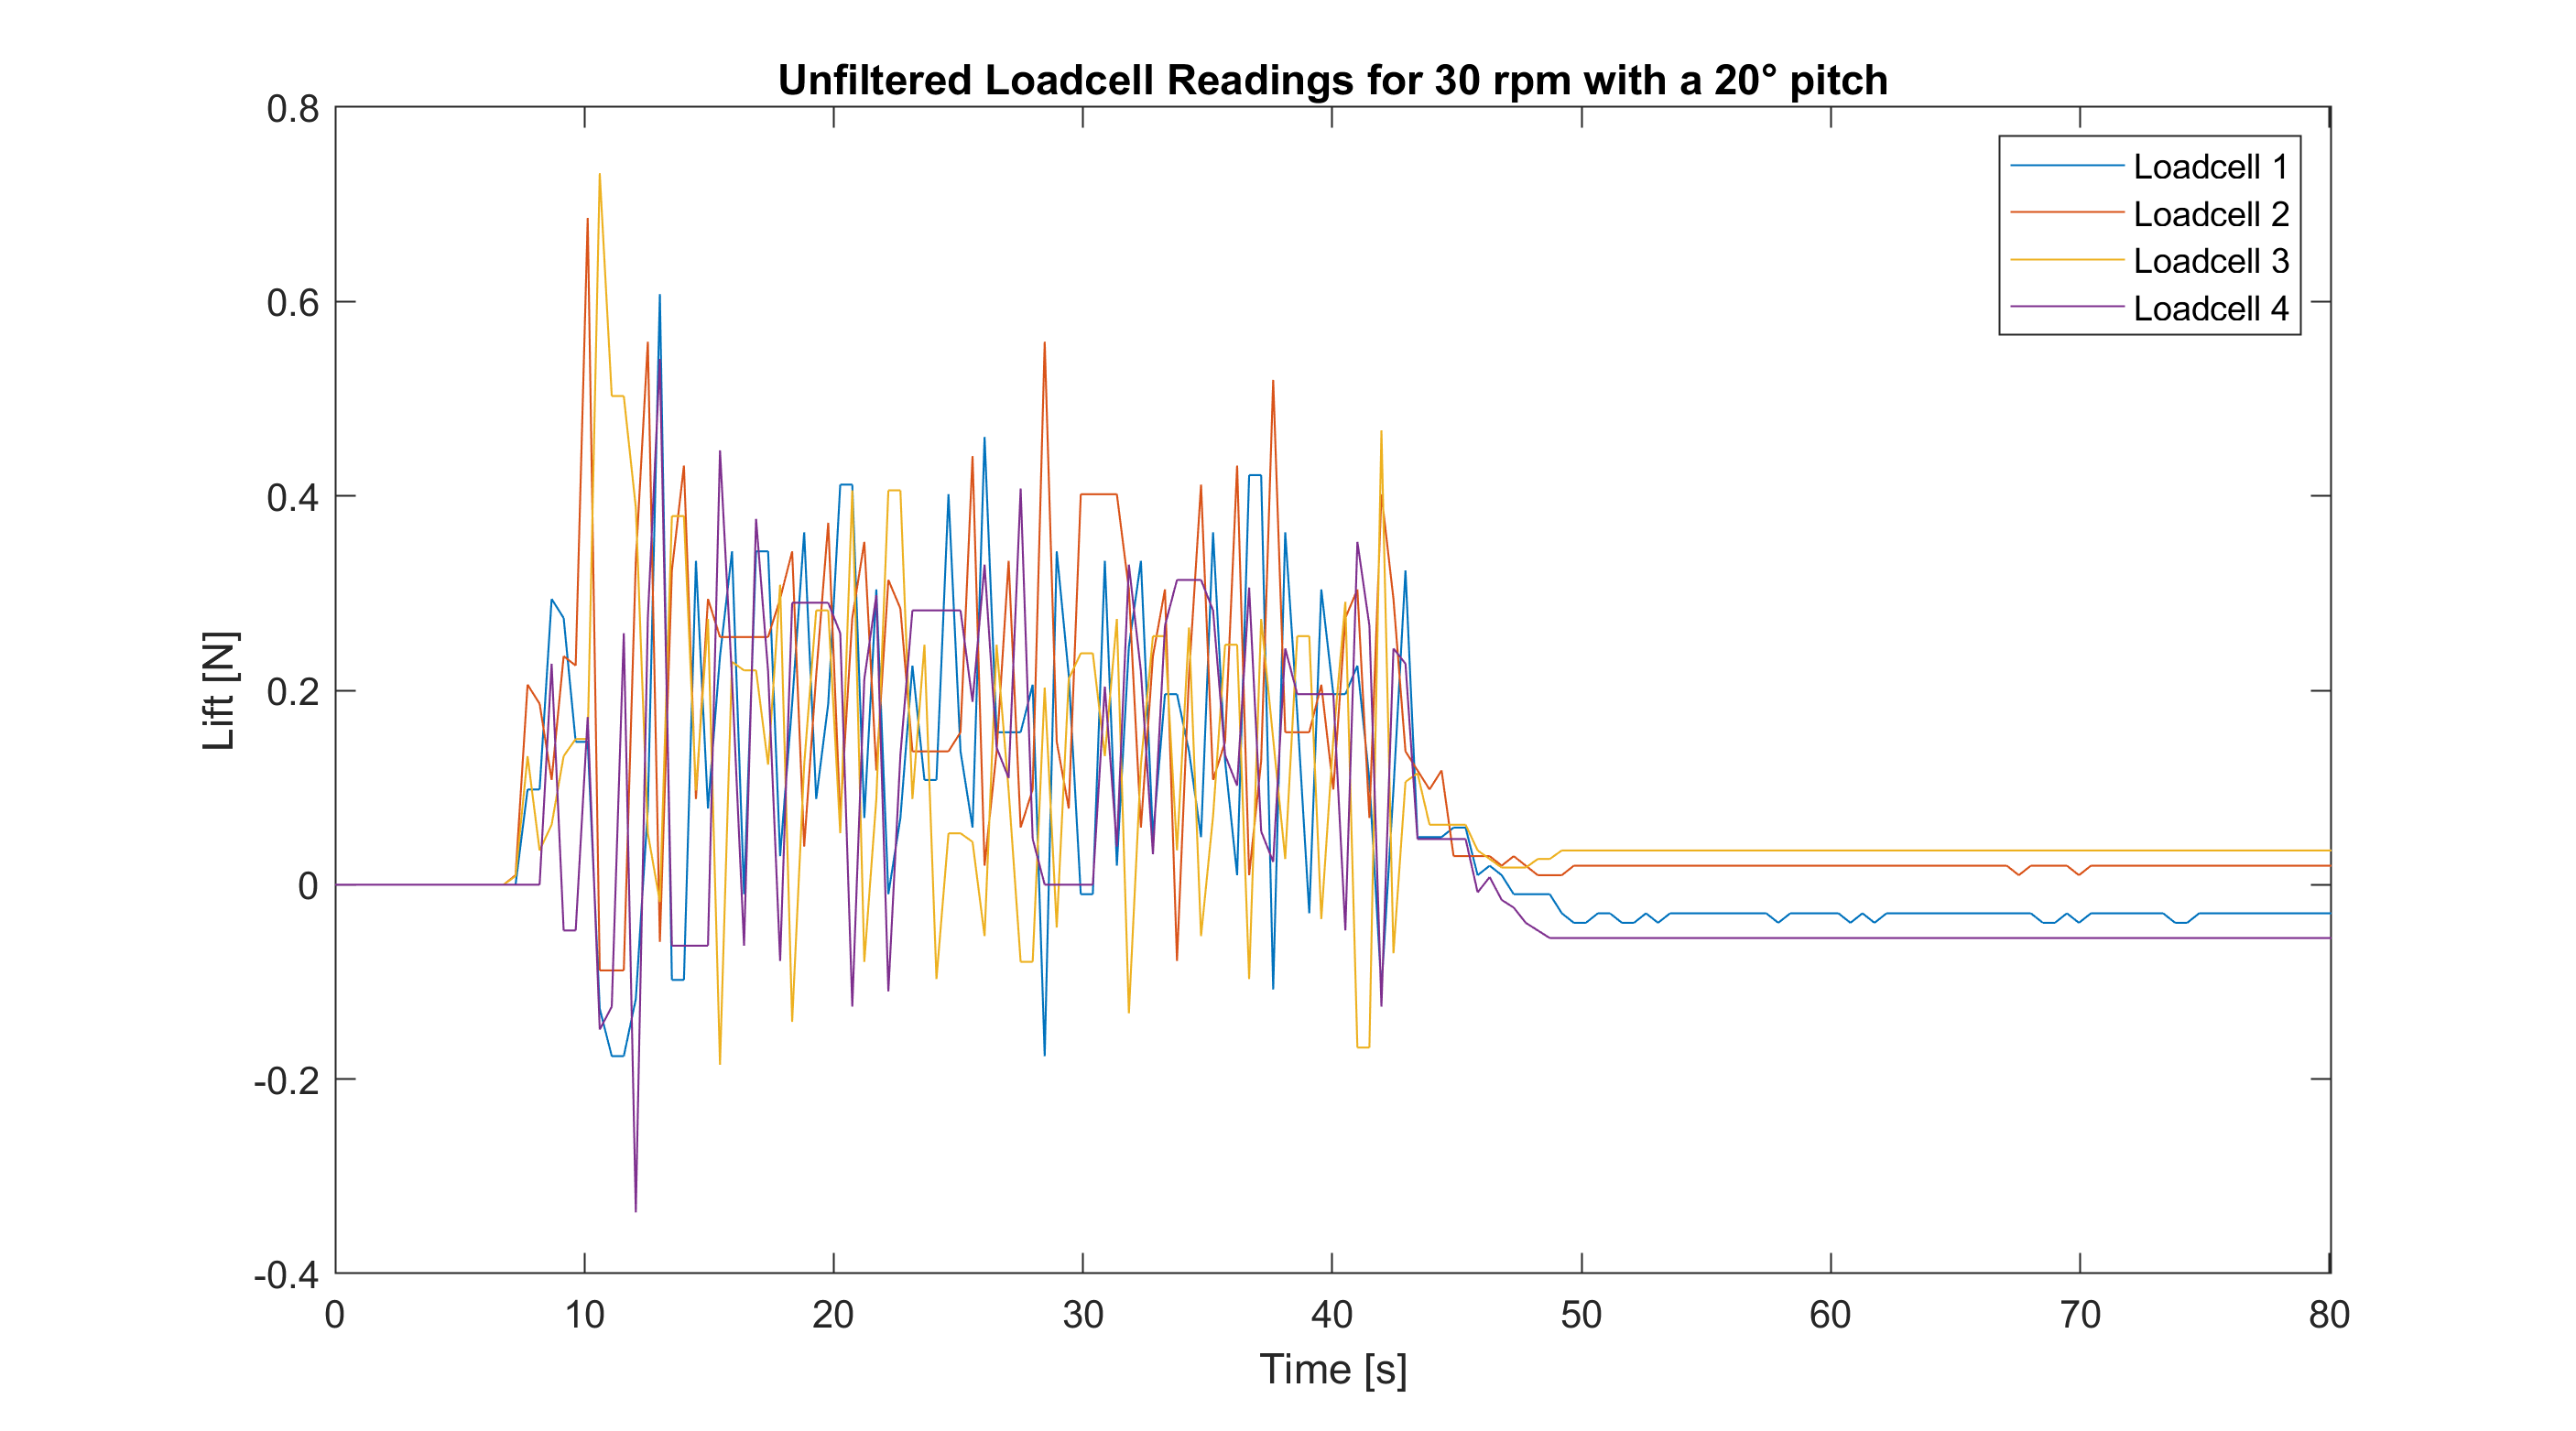 Unfiltered Loadcell Readings for 30 rpm with a 20° pitch
0.8
0.6
0.4
0.2
0
-0.2
-0.4
Lift [N]
Loadcell 1
Loadcell 2
Loadcell 3
Loadcell 4
0 10 20 30 40 50 60 70 80
Time [s]